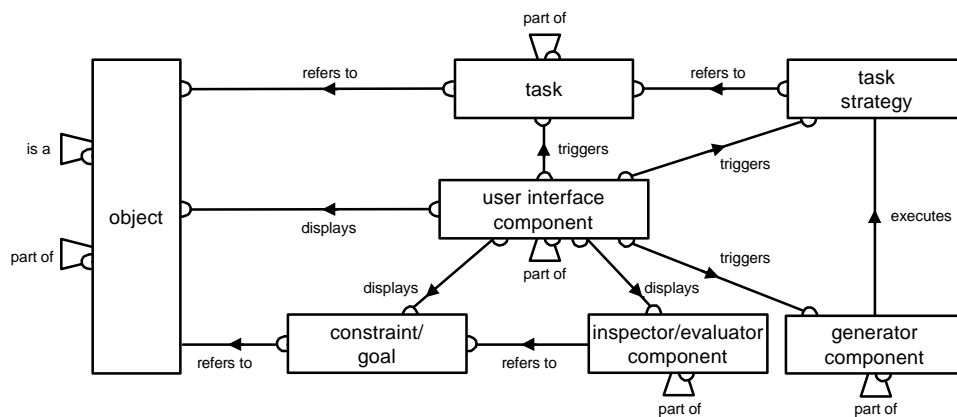 part of
refers to
task
refers to
task
strategy
is a
triggers
triggers
object
user interface
component
displays
executes
part of
part of
triggers
displays
displays
constraint/
goal
inspector/evaluator
component
generator
component
refers to
refers to
part of
part of